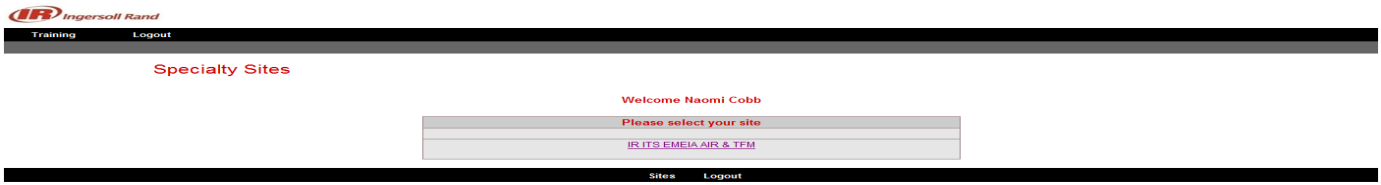 IR Ingersoll Rand
Training Logout
Specialty Sites
Welcome Naomi Cobb
Please select your site
IR ITS EMEIA AIR & TFM
Sites Logout